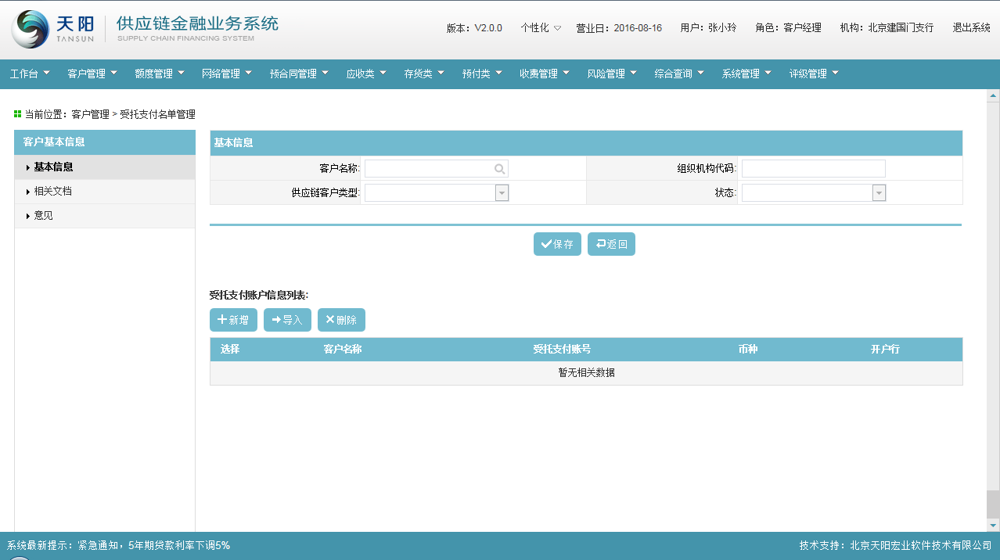 天阳 TANSUN 供应链金融业务系统 SUPPLY CHAIN FINANCING SYSTEM
版本：V2.0.0 个性化 营业日：2016-08-16 用户：张小玲 角色：客户经理 机构：北京建国门支行 退出系统
工作台 客户管理 额度管理 网络管理 预合同管理 应收类 存货类 预付类 收费管理 风险管理 综合查询 系统管理 评级管理
当前位置：客户管理 > 受托支付名单管理
客户基本信息
基本信息
相关文档
意见
基本信息
客户名称: 组织机构代码:
供应链客户类型: 状态:
保存 返回
受托支付账户信息列表:
新增 导入 删除
选择 客户名称 受托支付账号 币种 开户行
暂无相关数据
系统最新提示：紧急通知，5年期贷款利率下调5% 技术支持：北京天阳宏业软件技术有限公司